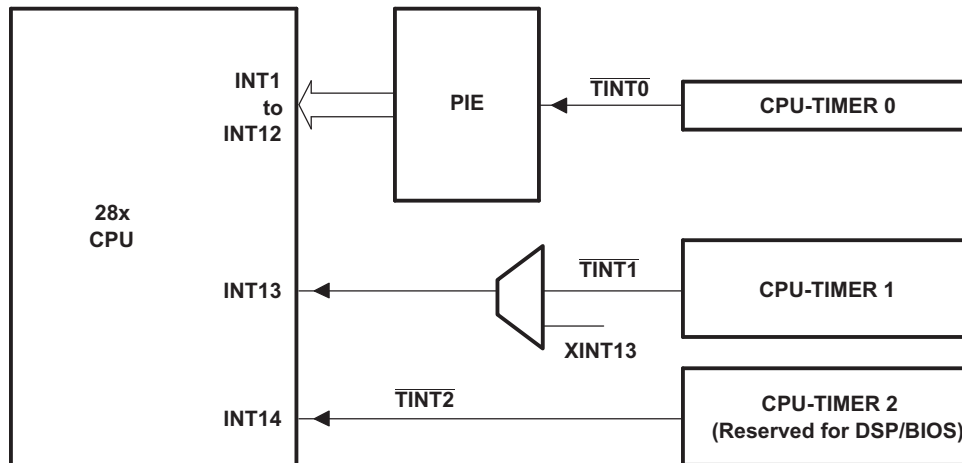 INT1
to
INT12
PIE
TINT0
CPU-TIMER 0
28x
CPU
INT13
TINT1
CPU-TIMER 1
XINT13
INT14
TINT2
CPU-TIMER 2
(Reserved for DSP/BIOS)